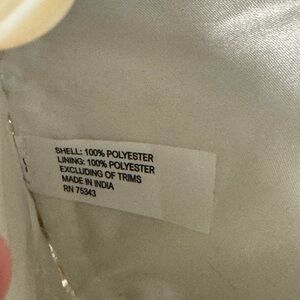 SHELL: 100% POLYESTER
LINING: 100% POLYESTER
EXCLUDING OF TRIMS
MADE IN INDIA
RN 75343